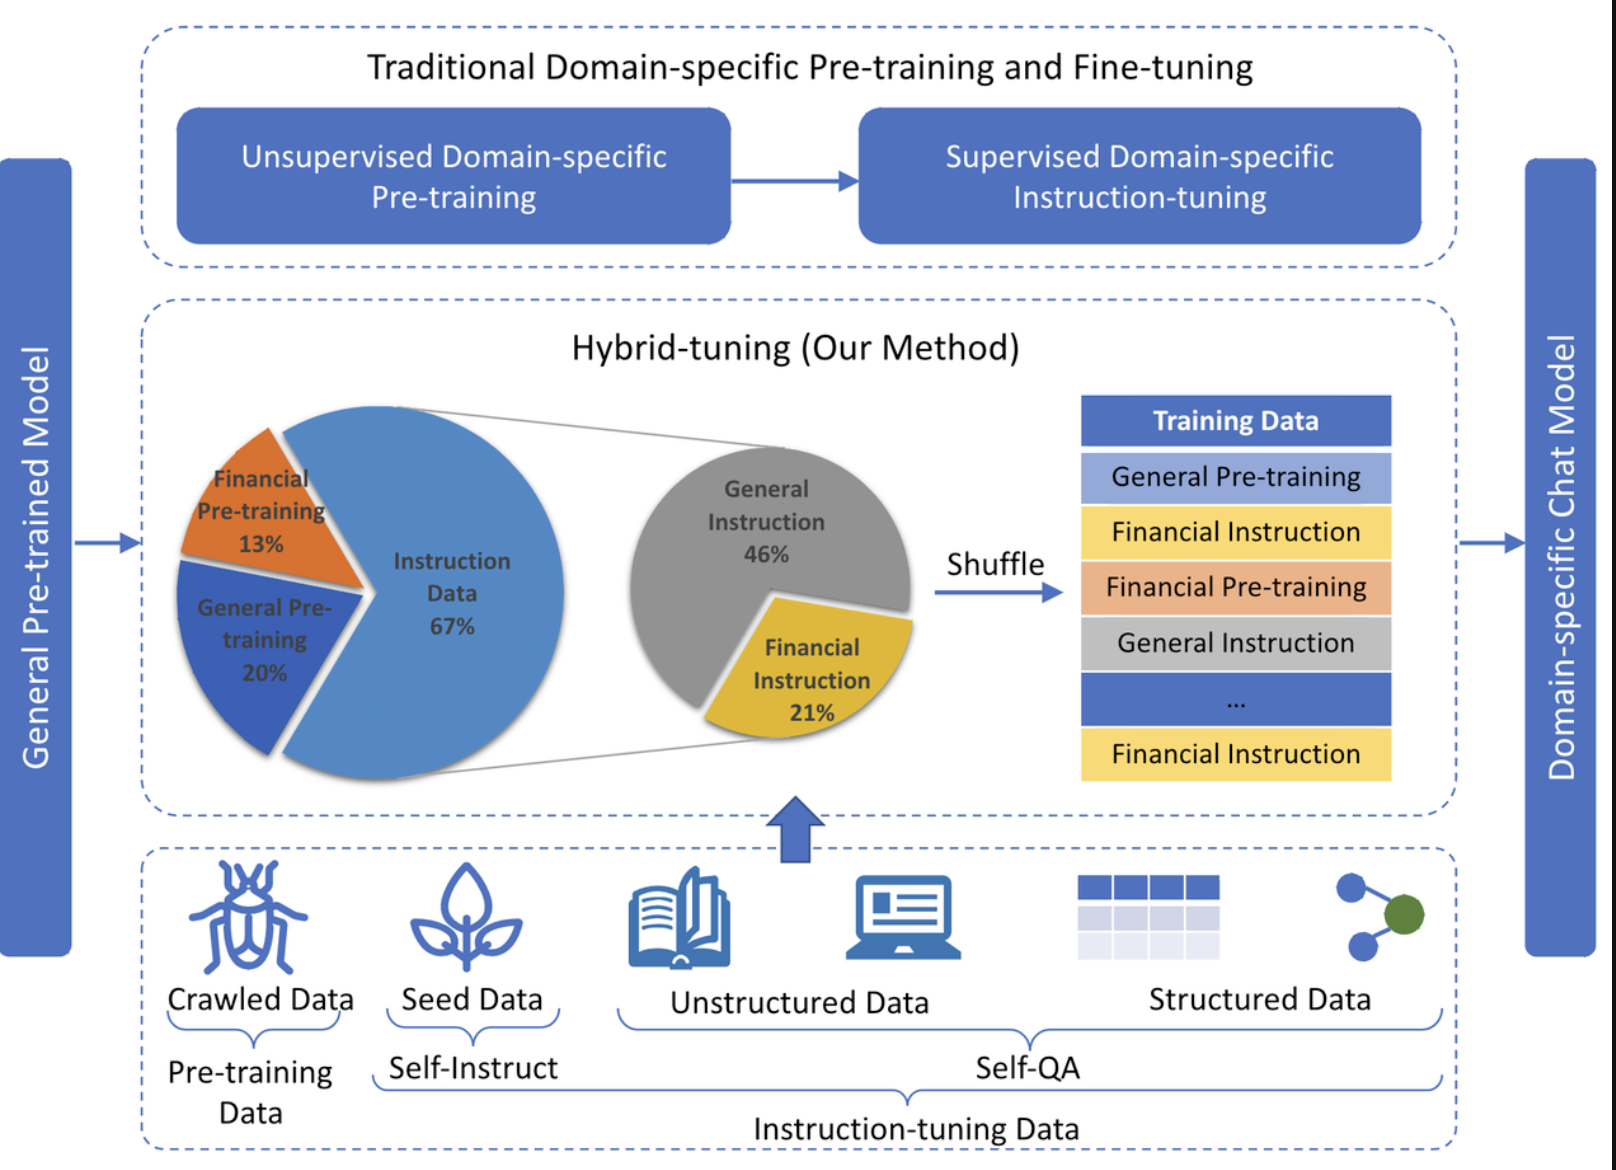 Traditional Domain-specific Pre-training and Fine-tuning
Unsupervised Domain-specific
Pre-training
Supervised Domain-specific
Instruction-tuning
General Pre-trained Model
Hybrid-tuning (Our Method)
Financial
Pre-training
13%
General Pre-
training
20%
Instruction
Data
67%
General
Instruction
46%
Financial
Instruction
21%
Shuffle
Training Data
General Pre-training
Financial Instruction
Financial Pre-training
General Instruction
...
Financial Instruction
Domain-specific Chat Model
Crawled Data
Seed Data
Unstructured Data
Structured Data
Pre-training
Data
Self-Instruct
Self-QA
Instruction-tuning Data